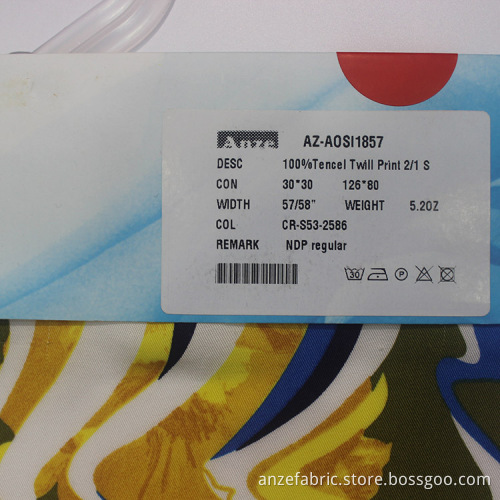 Anze AZ-AOSI1857
DESC 100%Tencel Twill Print 2/1 S
CON 30*30 126*80
WIDTH 57/58" WEIGHT 5.2OZ
COL CR-S53-2586
REMARK NDP regular
30 P
anzefabric.store.bossgoo.com